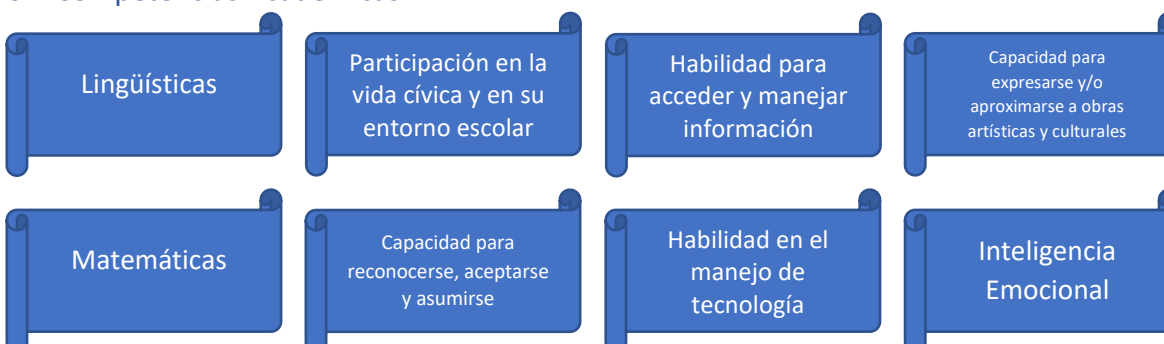 Lingüísticas
Participación en la
vida cívica y en su
entorno escolar
Habilidad para
acceder y manejar
información
Capacidad para
expresarse y/o
aproximarse a obras
artísticas y culturales
Matemáticas
Capacidad para
reconocerse, aceptarse
y asumirse
Habilidad en el
manejo de
tecnología
Inteligencia
Emocional